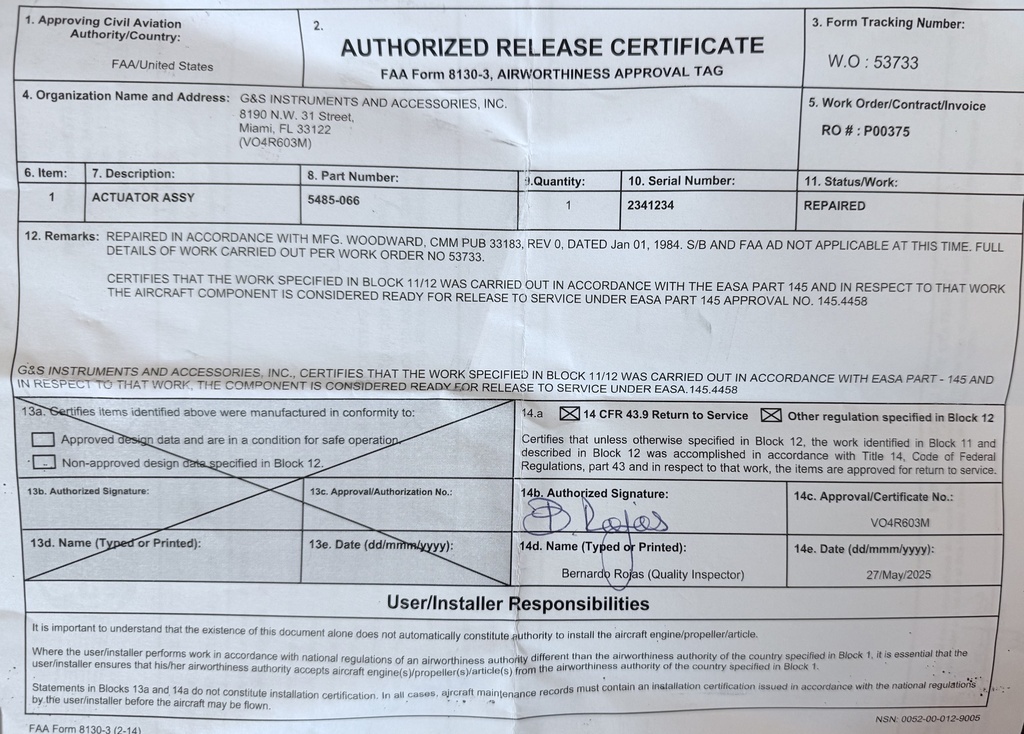 1. Approving Civil Aviation
Authority/Country:
FAA/United States
2.
AUTHORIZED RELEASE CERTIFICATE
FAA Form 8130-3, AIRWORTHINESS APPROVAL TAG
3. Form Tracking Number:
W.O : 53733
4. Organization Name and Address: G&S INSTRUMENTS AND ACCESSORIES, INC.
8190 N.W. 31 Street,
Miami, FL 33122
(VO4R603M)
5. Work Order/Contract/Invoice
RO # : P00375
6. Item: 7. Description: 8. Part Number: 9.Quantity: 10. Serial Number: 11. Status/Work:
1 ACTUATOR ASSY 5485-066 1 2341234 REPAIRED
12. Remarks: REPAIRED IN ACCORDANCE WITH MFG. WOODWARD, CMM PUB 33183, REV 0, DATED Jan 01, 1984. S/B AND FAA AD NOT APPLICABLE AT THIS TIME. FULL
DETAILS OF WORK CARRIED OUT PER WORK ORDER NO 53733.
CERTIFIES THAT THE WORK SPECIFIED IN BLOCK 11/12 WAS CARRIED OUT IN ACCORDANCE WITH THE EASA PART 145 AND IN RESPECT TO THAT WORK
THE AIRCRAFT COMPONENT IS CONSIDERED READY FOR RELEASE TO SERVICE UNDER EASA PART 145 APPROVAL NO. 145.4458
G&S INSTRUMENTS AND ACCESSORIES, INC., CERTIFIES THAT THE WORK SPECIFIED IN BLOCK 11/12 WAS CARRIED OUT IN ACCORDANCE WITH EASA PART - 145 AND
IN RESPECT TO THAT WORK, THE COMPONENT IS CONSIDERED READY FOR RELEASE TO SERVICE UNDER EASA.145.4458
13a. Certifies items identified above were manufactured in conformity to:
Approved design data and are in a condition for safe operation.
Non-approved design data specified in Block 12.
14.a 14 CFR 43.9 Return to Service Other regulation specified in Block 12
Certifies that unless otherwise specified in Block 12, the work identified in Block 11 and
described in Block 12 was accomplished in accordance with Title 14, Code of Federal
Regulations, part 43 and in respect to that work, the items are approved for return to service.
13b. Authorized Signature:
13c. Approval/Authorization No.:
14b. Authorized Signature:
B Rojas
14c. Approval/Certificate No.:
VO4R603M
13d. Name (Typed or Printed):
13e. Date (dd/mmm/yyyy):
14d. Name (Typed or Printed):
Bernardo Rojas (Quality Inspector)
14e. Date (dd/mmm/yyyy):
27/May/2025
User/Installer Responsibilities
It is important to understand that the existence of this document alone does not automatically constitute authority to install the aircraft engine/propeller/article.
Where the user/installer performs work in accordance with national regulations of an airworthiness authority different than the airworthiness authority of the country specified in Block 1, it is essential that the
user/installer ensures that his/her airworthiness authority accepts aircraft engine(s)/propeller(s)/article(s) from the airworthiness authority of the country specified in Block 1.
Statements in Blocks 13a and 14a do not constitute installation certification. In all cases, aircraft maintenance records must contain an installation certification issued in accordance with the national regulations
by the user/installer before the aircraft may be flown.
FAA Form 8130-3 (2-14)
NSN: 0052-00-012-9005